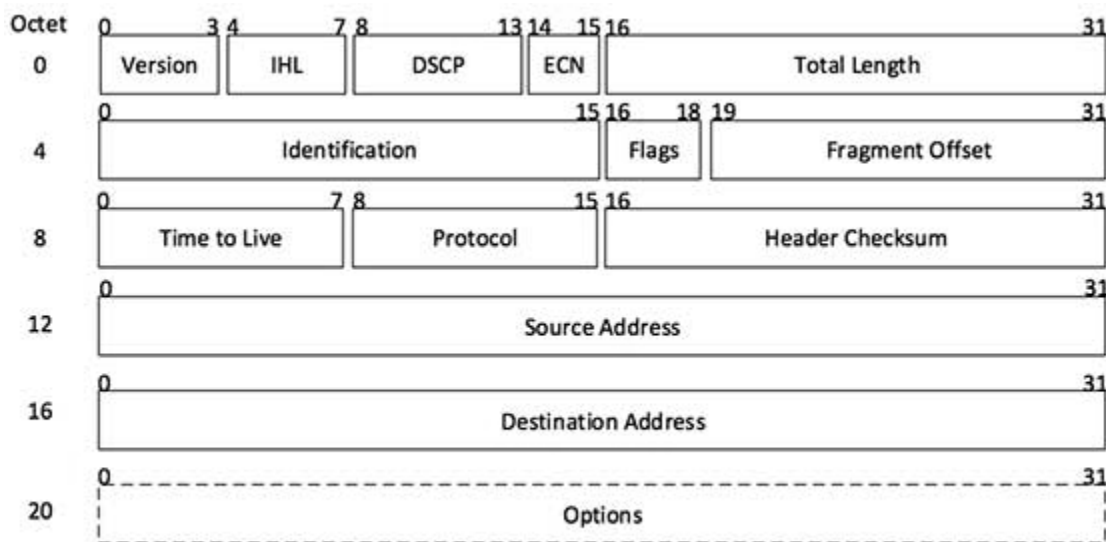 Octet
0 3 4 7 8 13 14 15 16 31
0 Version IHL DSCP ECN Total Length
0 15 16 18 19 31
4 Identification Flags Fragment Offset
0 7 8 15 16 31
8 Time to Live Protocol Header Checksum
0 31
12 Source Address
0 31
16 Destination Address
0 31
20 Options